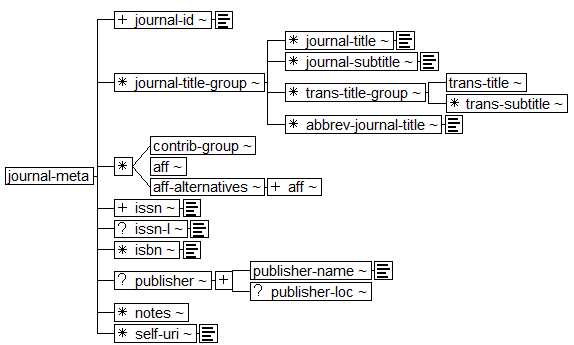 + journal-id ~
* journal-title-group ~
* journal-title ~
* journal-subtitle ~
* trans-title-group ~
trans-title ~
* trans-subtitle ~
* abbrev-journal-title ~
journal-meta
*
contrib-group ~
aff ~
aff-alternatives ~
+ aff ~
+ issn ~
? issn-l ~
* isbn ~
? publisher ~
+
publisher-name ~
? publisher-loc ~
* notes ~
* self-uri ~